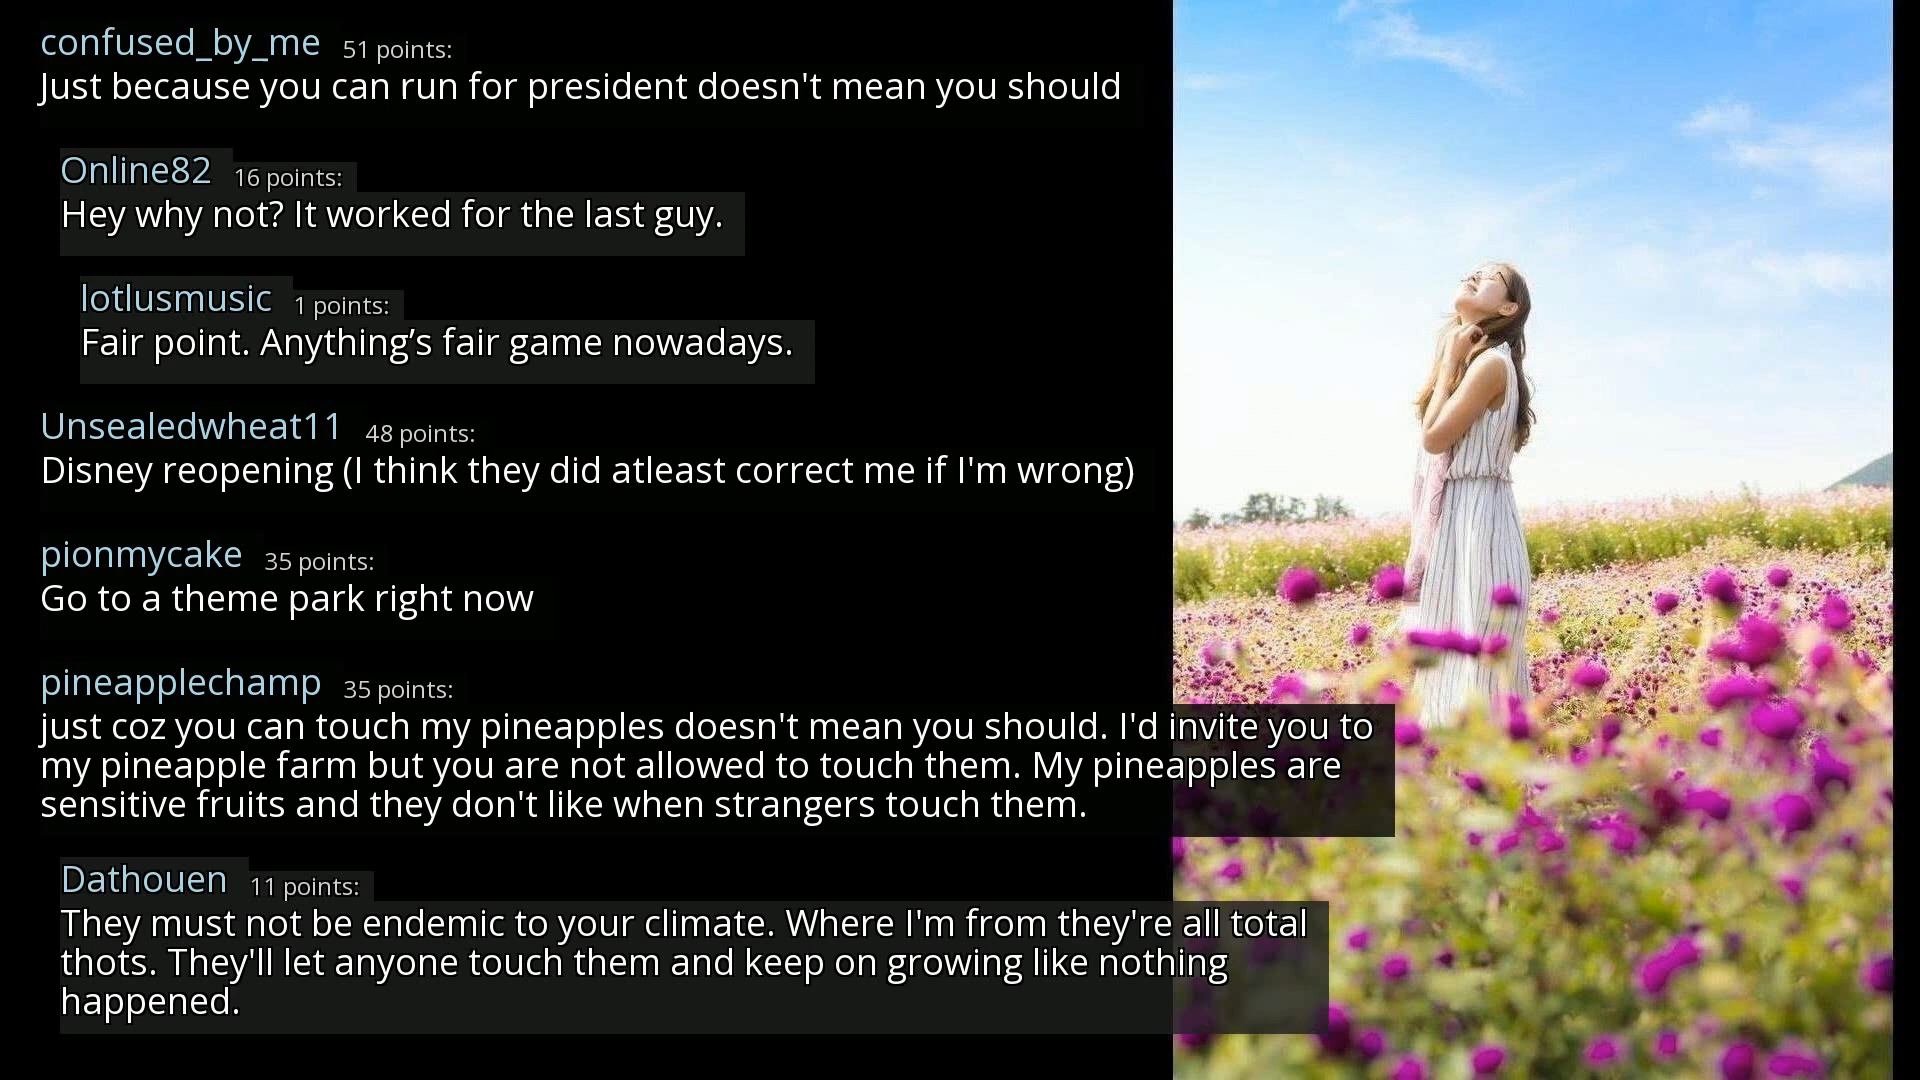 confused_by_me 51 points:
Just because you can run for president doesn't mean you should
Online82 16 points:
Hey why not? It worked for the last guy.
lotlusmusic 1 points:
Fair point. Anything’s fair game nowadays.
Unsealedwheat11 48 points:
Disney reopening (I think they did atleast correct me if I'm wrong)
pionmycake 35 points:
Go to a theme park right now
pineapplechamp 35 points:
just coz you can touch my pineapples doesn't mean you should. I'd invite you to
my pineapple farm but you are not allowed to touch them. My pineapples are
sensitive fruits and they don't like when strangers touch them.
Dathouen 11 points:
They must not be endemic to your climate. Where I'm from they're all total
thots. They'll let anyone touch them and keep on growing like nothing
happened.